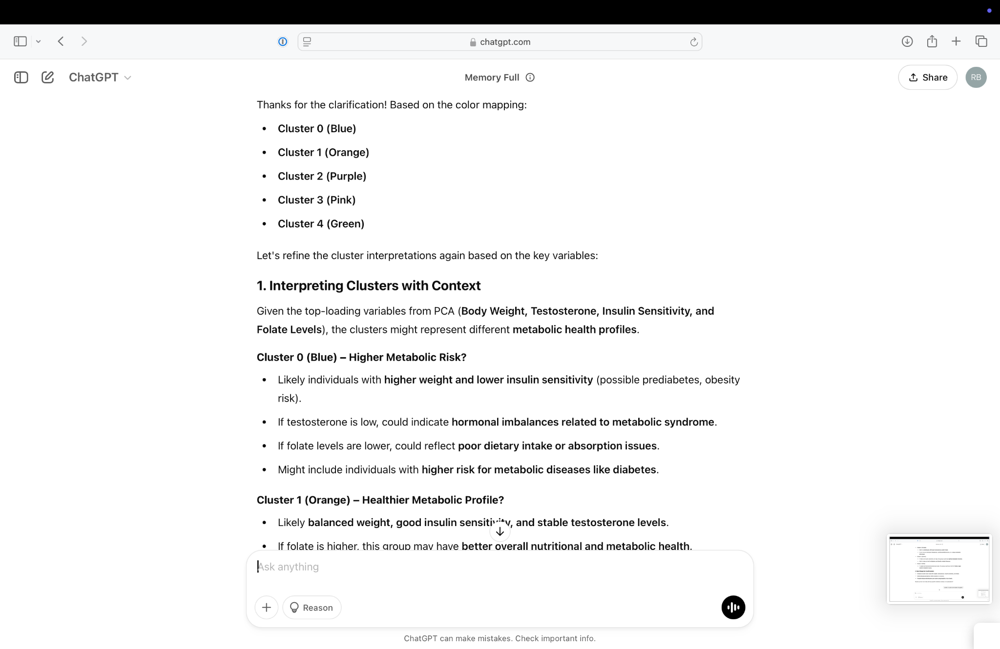 chatgpt.com
ChatGPT
Memory Full
Share
RB
Thanks for the clarification! Based on the color mapping:
• Cluster 0 (Blue)
• Cluster 1 (Orange)
• Cluster 2 (Purple)
• Cluster 3 (Pink)
• Cluster 4 (Green)
Let's refine the cluster interpretations again based on the key variables:
1. Interpreting Clusters with Context
Given the top-loading variables from PCA (Body Weight, Testosterone, Insulin Sensitivity, and
Folate Levels), the clusters might represent different metabolic health profiles.
Cluster 0 (Blue) – Higher Metabolic Risk?
• Likely individuals with higher weight and lower insulin sensitivity (possible prediabetes, obesity
risk).
• If testosterone is low, could indicate hormonal imbalances related to metabolic syndrome.
• If folate levels are lower, could reflect poor dietary intake or absorption issues.
• Might include individuals with higher risk for metabolic diseases like diabetes.
Cluster 1 (Orange) – Healthier Metabolic Profile?
• Likely balanced weight, good insulin sensitivity, and stable testosterone levels.
• If folate is higher, this group may have better overall nutritional and metabolic health.
Ask anything
Reason
ChatGPT can make mistakes. Check important info.